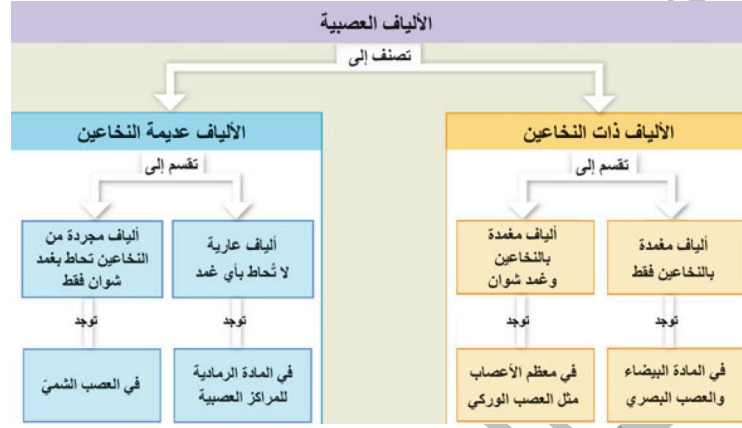 الألياف العصبية
تصنف إلى
الألياف ذات النخاعين
تقسم إلى
ألياف مغمدة
بالنخاعين فقط
توجد
في المادة البيضاء
والعصب البصري
ألياف مغمدة
بالنخاعين
وغمد شوان
توجد
في معظم الأعصاب
مثل العصب الوركي
الألياف عديمة النخاعين
تقسم إلى
ألياف عارية
لا تُحاط بأي غمد
توجد
في المادة الرمادية
للمراكز العصبية
ألياف مجردة من
النخاعين تحاط بغمد
شوان فقط
توجد
في العصب الشميّ